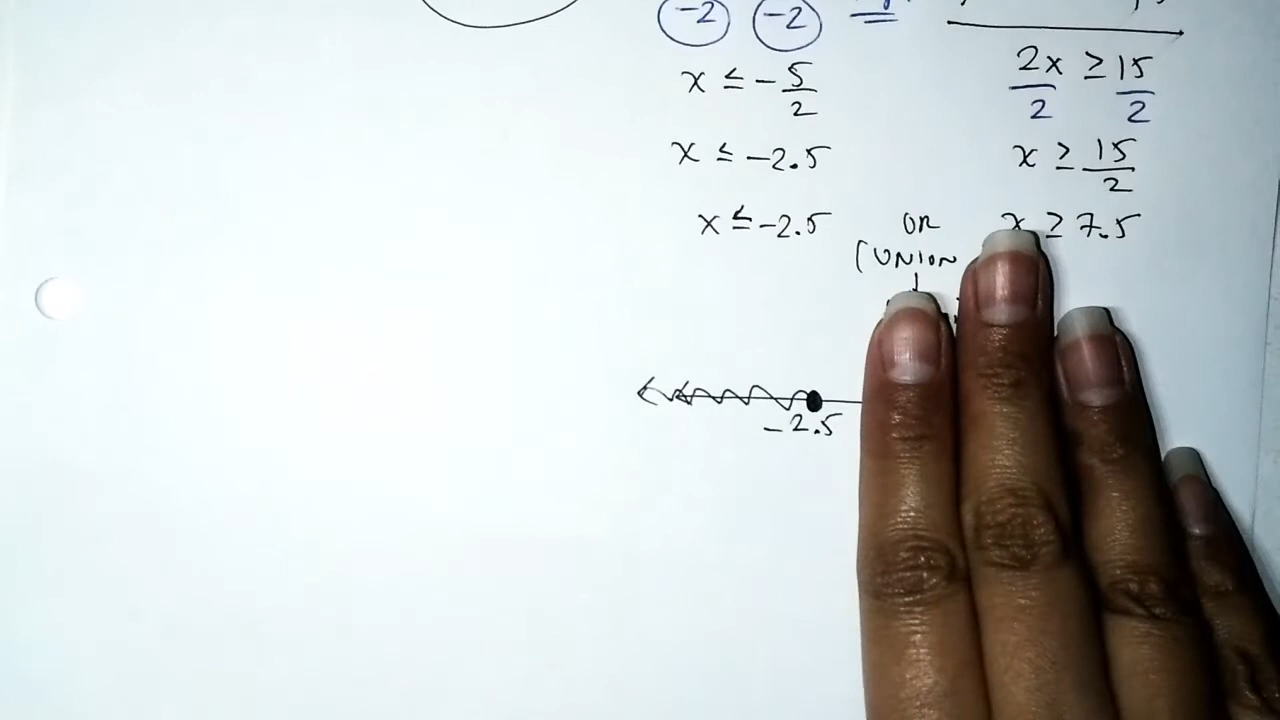 -2 -2
x ≤ -5/2 2x/2 ≥ 15/2
x ≤ -2.5 x ≥ 15/2
x ≤ -2.5 OR x ≥ 7.5
(UNION
-2.5